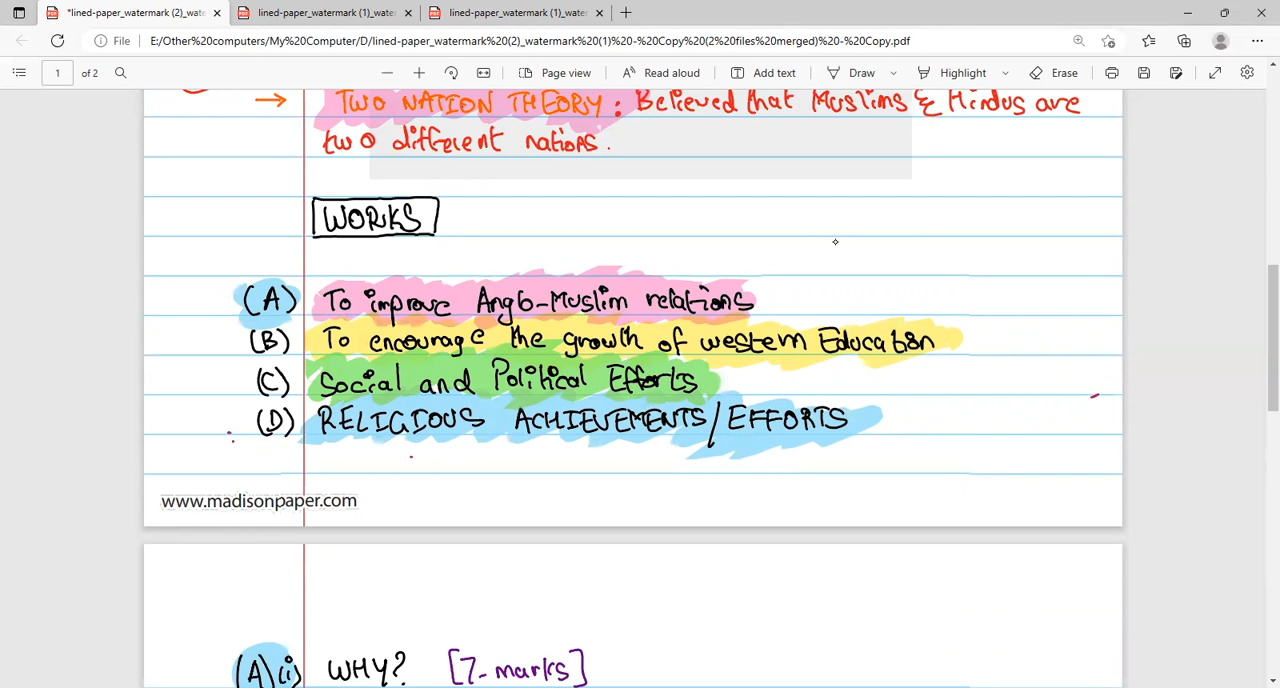 *lined-paper_watermark (2)_wate
lined-paper_watermark (1)_water
lined-paper_watermark (1)_water
File
E:/Other%20computers/My%20Computer/D/lined-paper_watermark%20(2)_watermark%20(1)%20-%20Copy%20(2%20files%20merged)%20-%20Copy.pdf
1 of 2
Page view
Read aloud
Add text
Draw
Highlight
Erase
→ TWO NATION THEORY : Believed that Muslims & Hindus are
two different nations.
WORKS
(A) To improve Anglo-Muslim relations
(B) To encourage the growth of western Education
(C) Social and Political Efforts
(D) RELIGIOUS ACHIEVEMENTS/EFFORTS
www.madisonpaper.com
(A)(i) WHY? [7-marks]